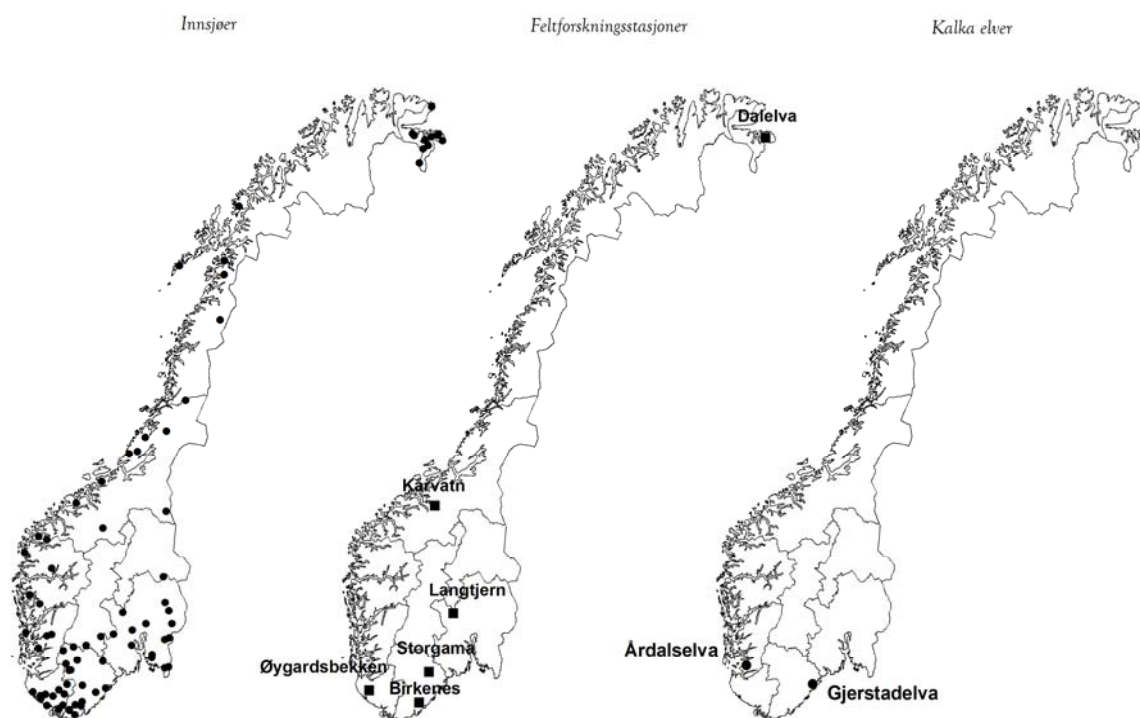 Innsjøer
Feltforskningsstasjoner
Kalka elver
Dalelva
Kårvatn
Langtjern
Storgama
Øygardsbekken
Birkenes
Årdalselva
Gjerstadelva